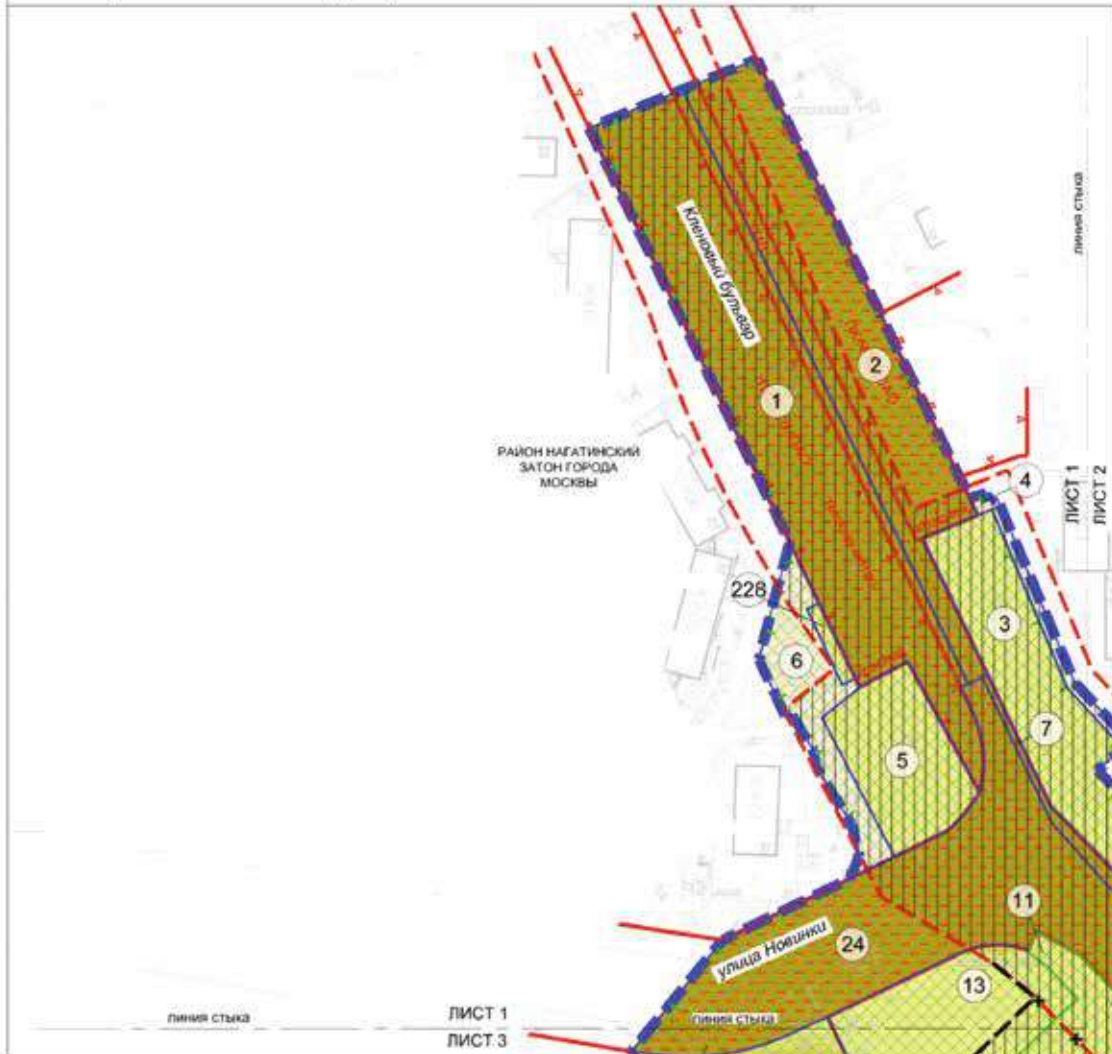 Кленовый бульвар
2
1
РАЙОН НАГАТИНСКИЙ
ЗАТОН ГОРОДА
МОСКВЫ
линия стыка
ЛИСТ 1
ЛИСТ 2
4
228
3
6
7
5
11
улица Новинки
24
13
линия стыка
ЛИСТ 1
линия стыка
ЛИСТ 3